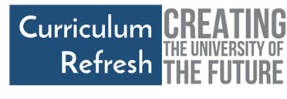 Curriculum
Refresh
CREATING
THE UNIVERSITY OF
THE FUTURE